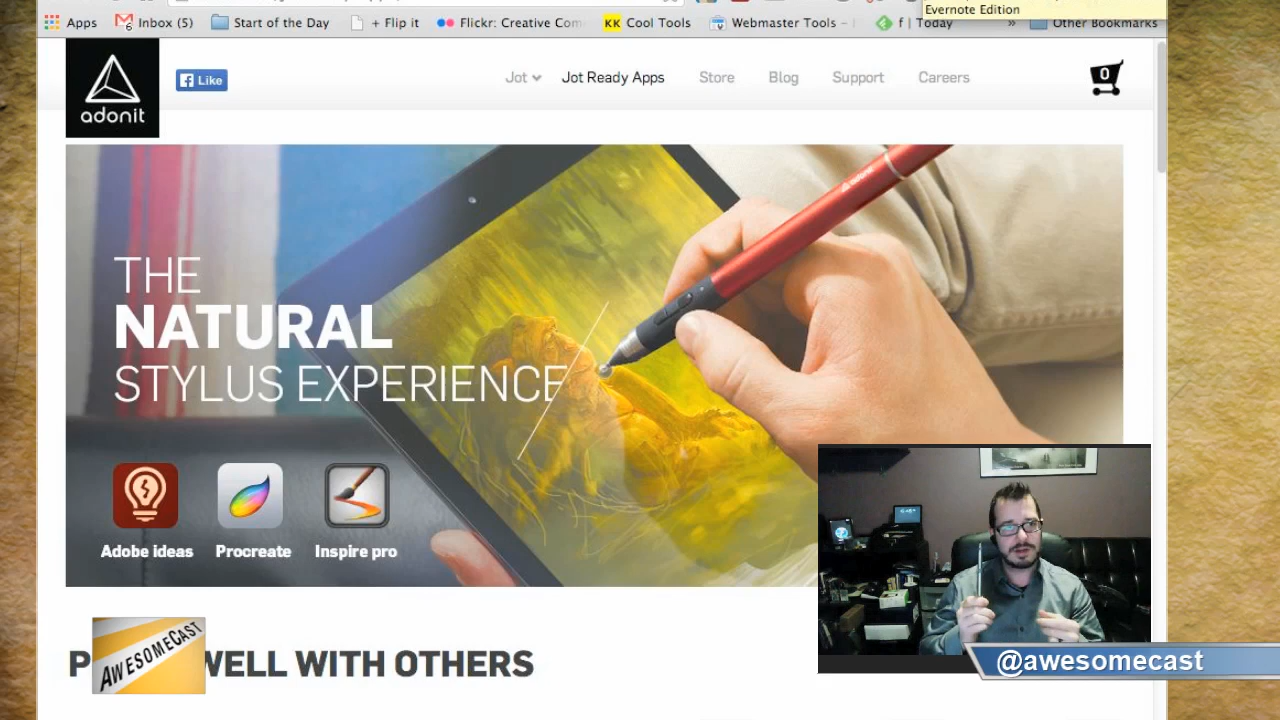 Evernote Edition
Apps Inbox (5) Start of the Day + Flip it Flickr: Creative Com KK Cool Tools Webmaster Tools - f | Today » Other Bookmarks
adonit
Like
Jot Jot Ready Apps Store Blog Support Careers
0
adonit
THE
NATURAL
STYLUS EXPERIENCE
Adobe ideas Procreate Inspire pro
P WELL WITH OTHERS
AWESOMECAST
@awesomecast